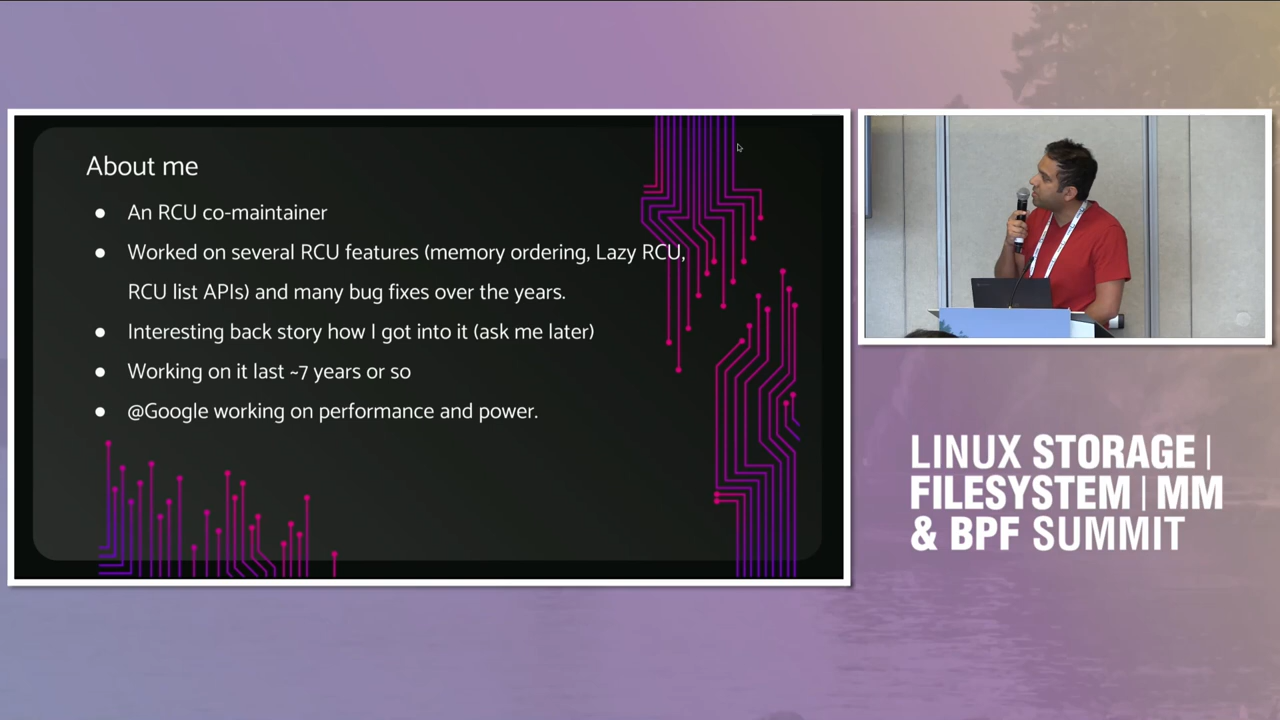 About me
● An RCU co-maintainer
● Worked on several RCU features (memory ordering, Lazy RCU,
RCU list APIs) and many bug fixes over the years.
● Interesting back story how I got into it (ask me later)
● Working on it last ~7 years or so
● @Google working on performance and power.
LINUX STORAGE |
FILESYSTEM | MM
& BPF SUMMIT